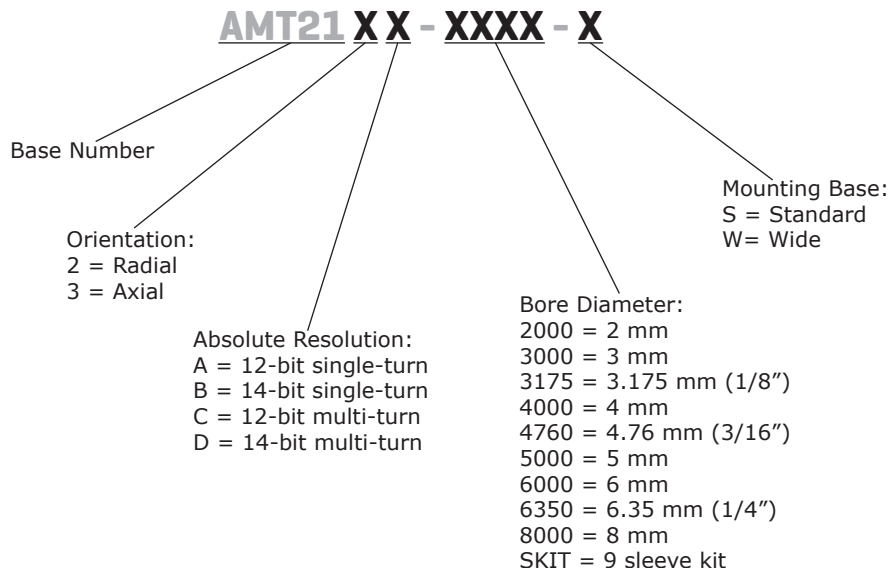 AMT21 X X - XXXX - X
Base Number
Orientation:
2 = Radial
3 = Axial
Absolute Resolution:
A = 12-bit single-turn
B = 14-bit single-turn
C = 12-bit multi-turn
D = 14-bit multi-turn
Bore Diameter:
2000 = 2 mm
3000 = 3 mm
3175 = 3.175 mm (1/8”)
4000 = 4 mm
4760 = 4.76 mm (3/16”)
5000 = 5 mm
6000 = 6 mm
6350 = 6.35 mm (1/4”)
8000 = 8 mm
SKIT = 9 sleeve kit
Mounting Base:
S = Standard
W= Wide